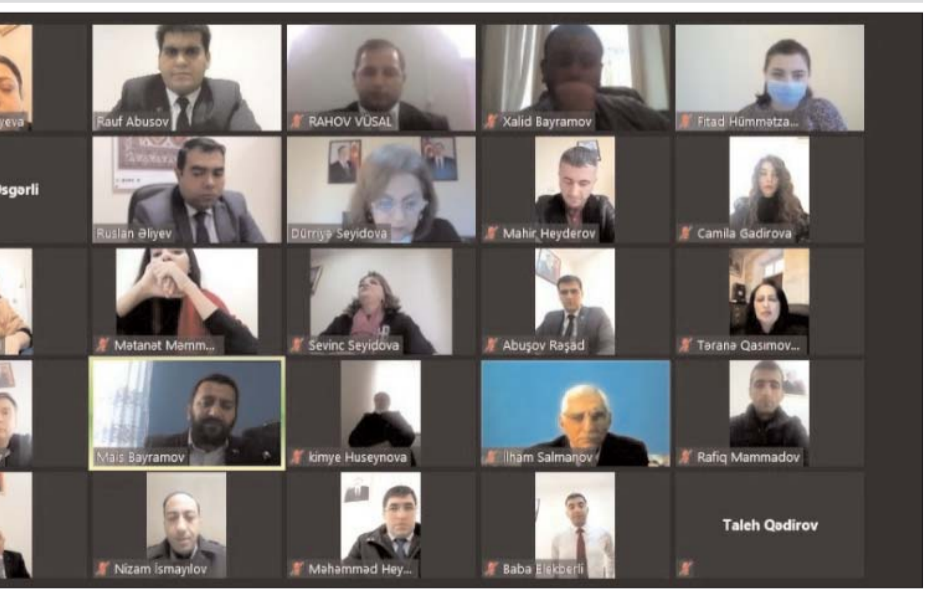 yeva
Rauf Abusov
RAHOV VÜSAL
Xalid Bayramov
Fitad Hümmətza...
əsgərli
Ruslan Əliyev
Dürriyə Seyidova
Mahir Heyderov
Camila Gadirova
Mətanət Məmm...
Sevinc Seyidova
Abuşov Rəşad
Təranə Qasımov...
Mais Bayramov
kimye Huseynova
İlham Salmanov
Rafiq Mammadov
Nizam İsmayılov
Məhəmməd Hey...
Baba Elekberli
Taleh Qədirov